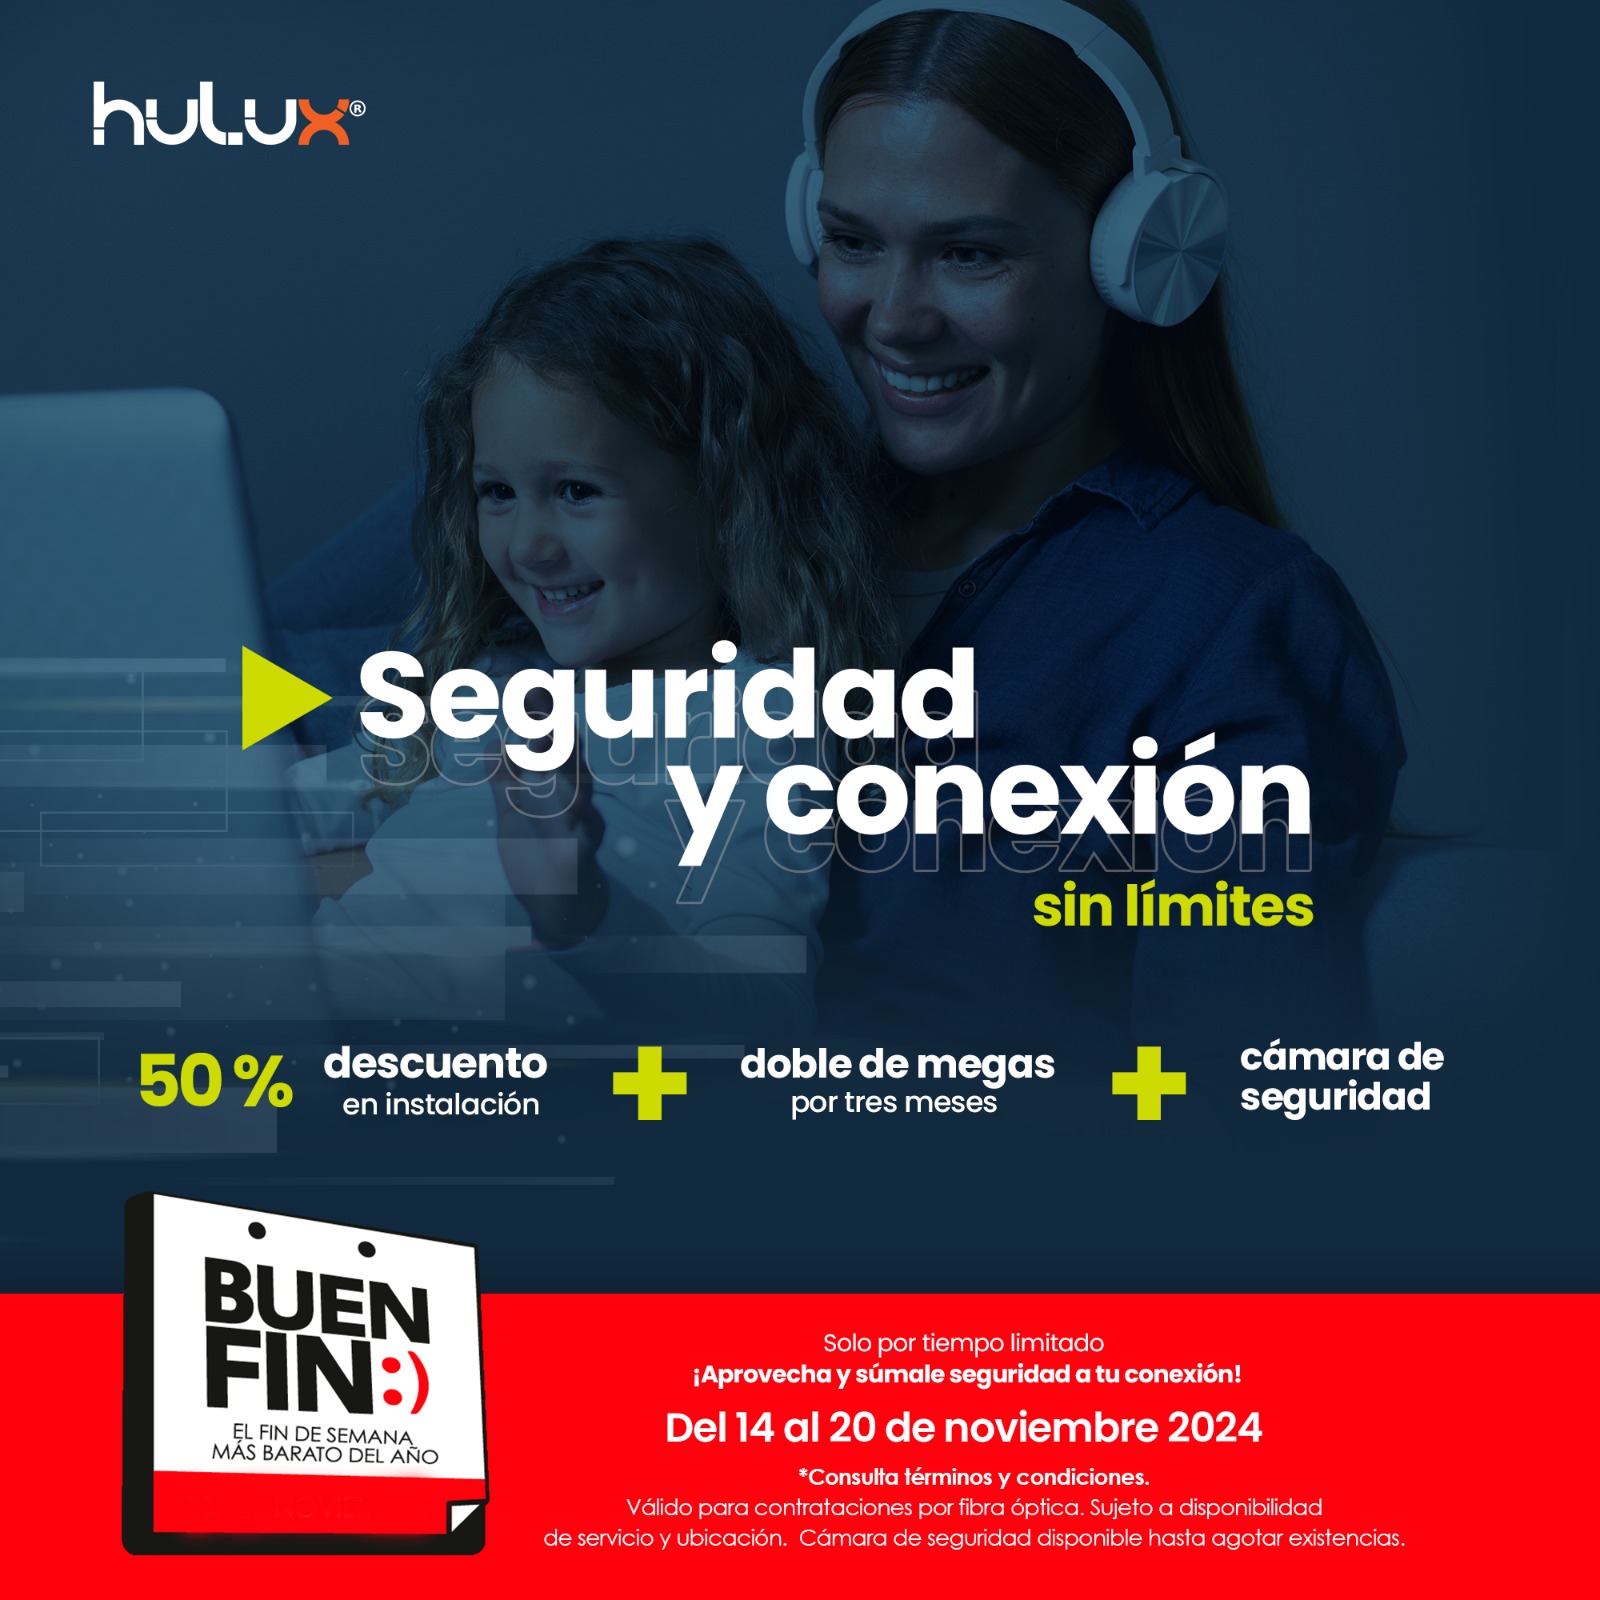 hulux®
Seguridad
y conexión
sin límites
50 % descuento
en instalación
+
doble de megas
por tres meses
+
cámara de
seguridad
BUEN
FIN:)
EL FIN DE SEMANA
MÁS BARATO DEL AÑO
Solo por tiempo limitado
¡Aprovecha y súmale seguridad a tu conexión!
Del 14 al 20 de noviembre 2024
*Consulta términos y condiciones.
Válido para contrataciones por fibra óptica. Sujeto a disponibilidad
de servicio y ubicación. Cámara de seguridad disponible hasta agotar existencias.